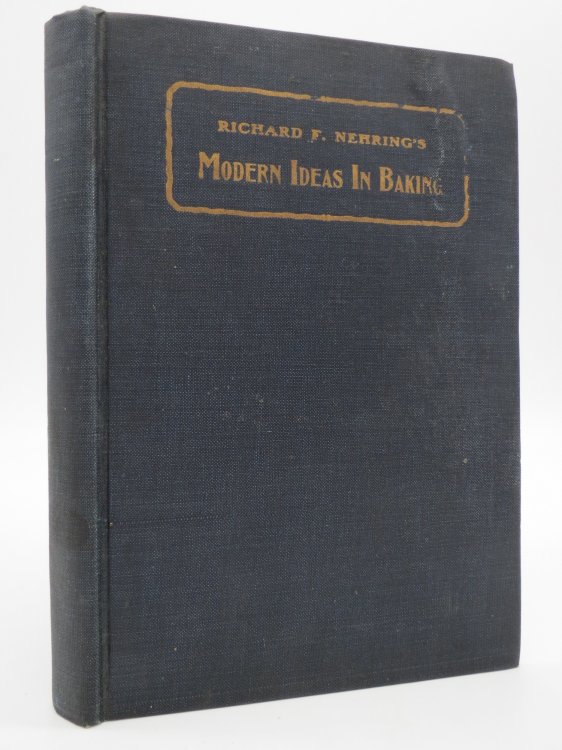 RICHARD F. NEHRING'S
MODERN IDEAS IN BAKING